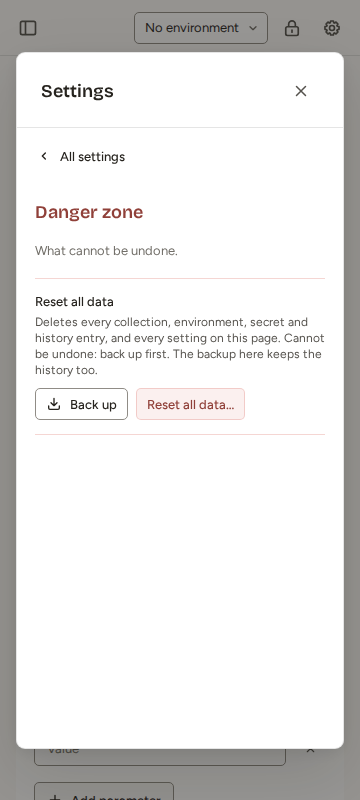 No environment
Settings
All settings
Danger zone
What cannot be undone.
Reset all data
Deletes every collection, environment, secret and
history entry, and every setting on this page. Cannot
be undone: back up first. The backup here keeps the
history too.
Back up
Reset all data...
Value
Add parameter